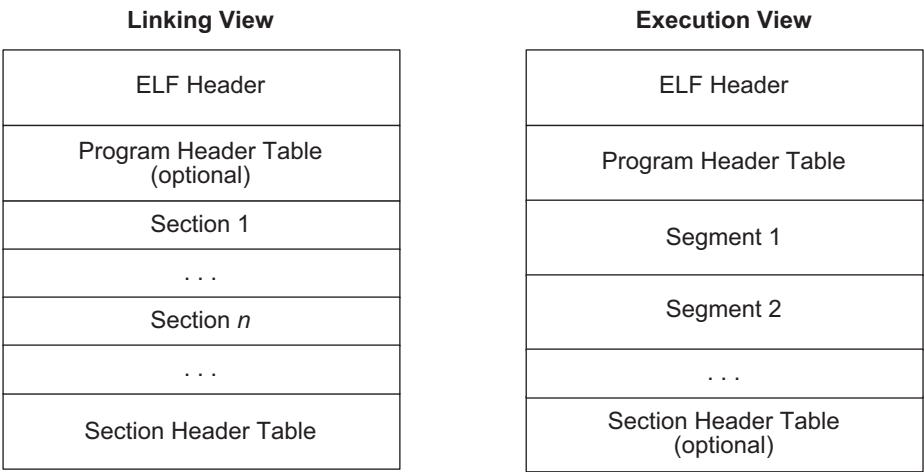 Linking View
ELF Header
Program Header Table
(optional)
Section 1
. . .
Section n
. . .
Section Header Table
Execution View
ELF Header
Program Header Table
Segment 1
Segment 2
. . .
Section Header Table
(optional)